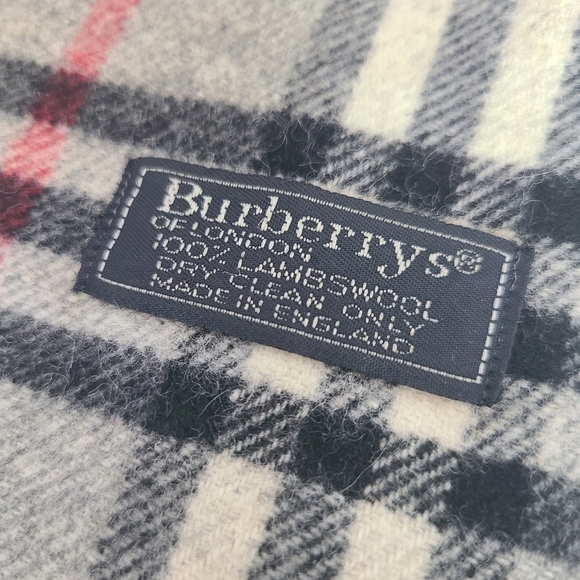 Burberrys®
OF LONDON
100% LAMBSWOOL
DRY CLEAN ONLY
MADE IN ENGLAND